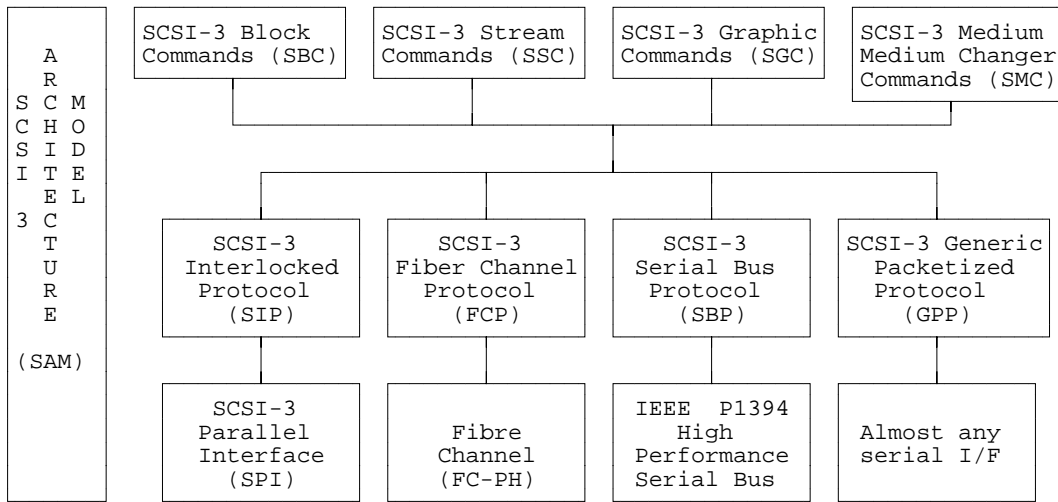 SCSI 3
ARCHITECTURE
MODEL
(SAM)
SCSI-3 Block
Commands (SBC)
SCSI-3 Stream
Commands (SSC)
SCSI-3 Graphic
Commands (SGC)
SCSI-3 Medium
Medium Changer
Commands (SMC)
SCSI-3
Interlocked
Protocol
(SIP)
SCSI-3
Fiber Channel
Protocol
(FCP)
SCSI-3
Serial Bus
Protocol
(SBP)
SCSI-3 Generic
Packetized
Protocol
(GPP)
SCSI-3
Parallel
Interface
(SPI)
Fibre
Channel
(FC-PH)
IEEE P1394
High
Performance
Serial Bus
Almost any
serial I/F